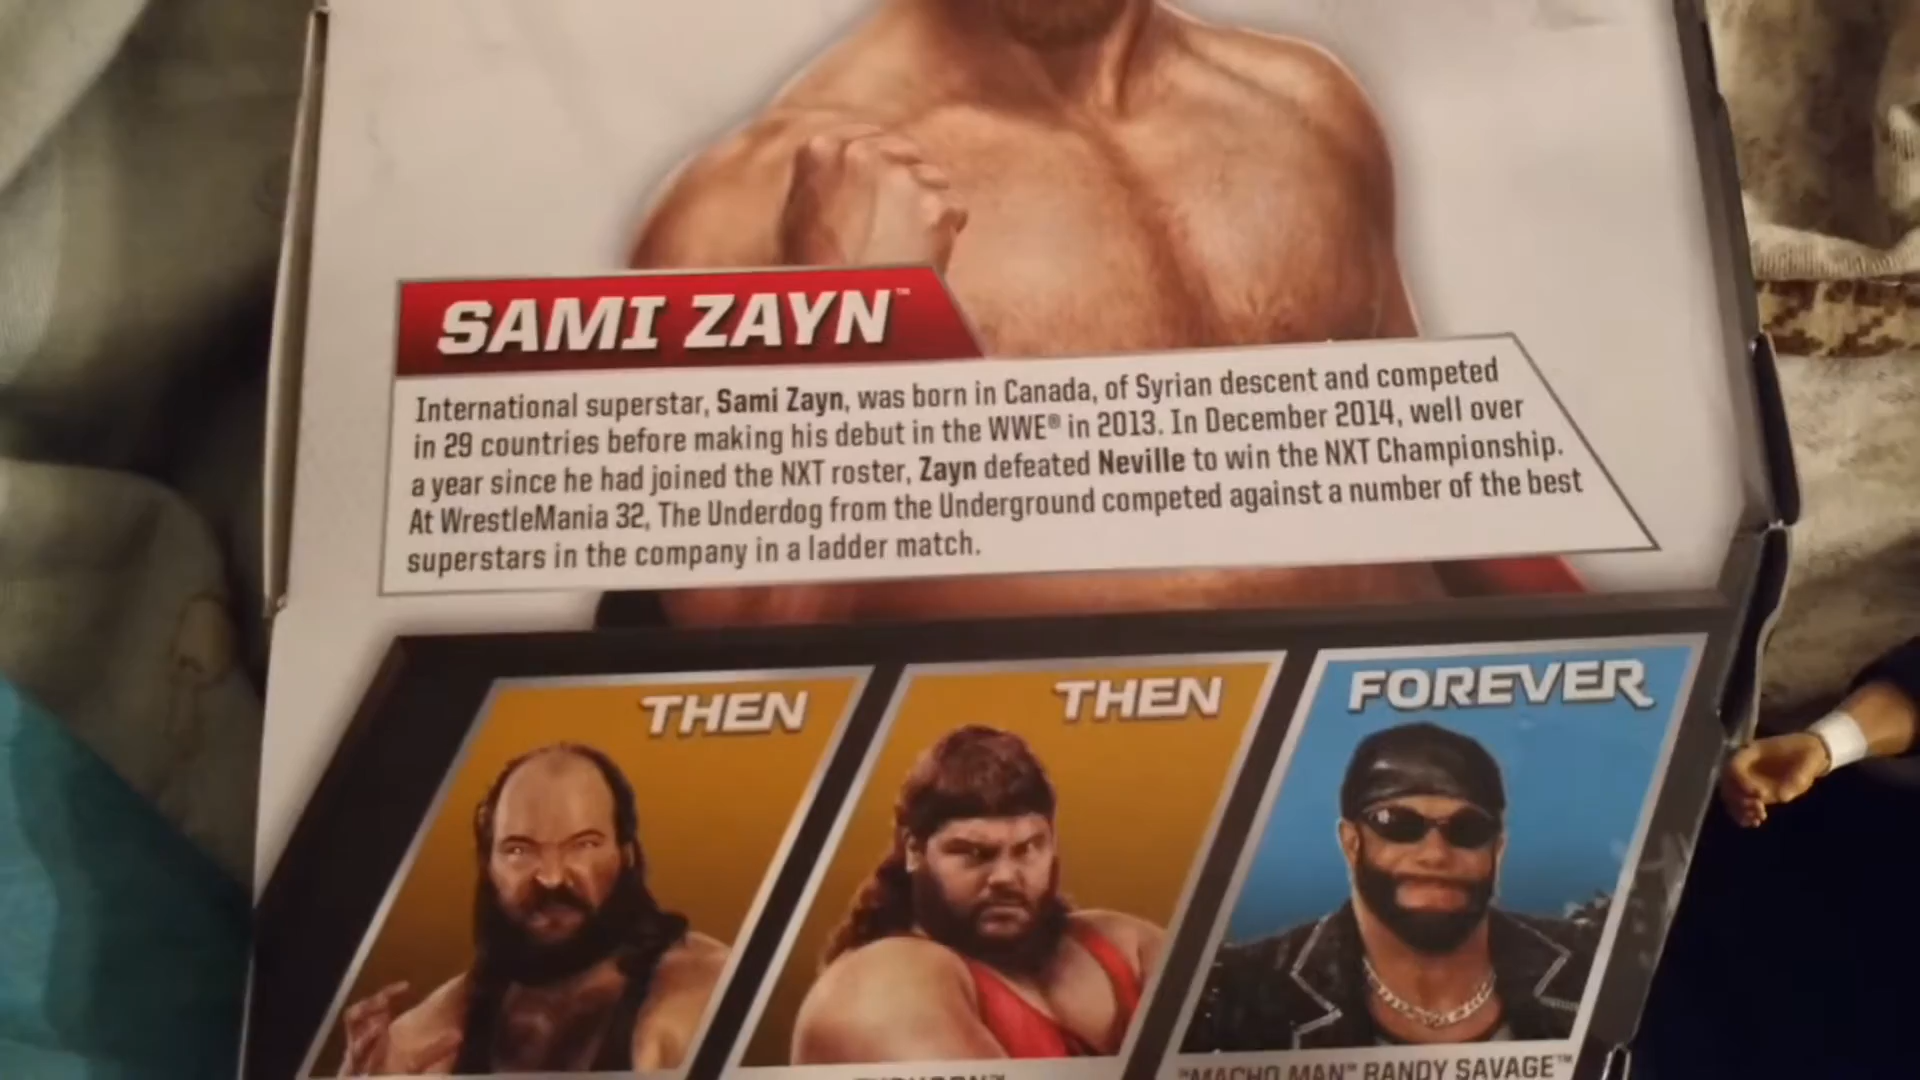 SAMI ZAYN™
International superstar, Sami Zayn, was born in Canada, of Syrian descent and competed
in 29 countries before making his debut in the WWE® in 2013. In December 2014, well over
a year since he had joined the NXT roster, Zayn defeated Neville to win the NXT Championship.
At WrestleMania 32, The Underdog from the Underground competed against a number of the best
superstars in the company in a ladder match.
THEN
THEN
FOREVER
"MACHO MAN" RANDY SAVAGE™